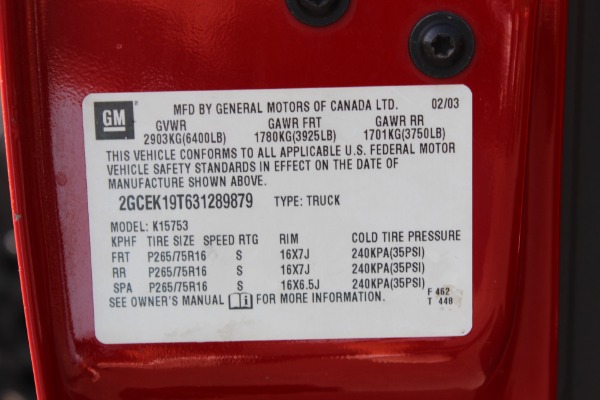 GM
MFD BY GENERAL MOTORS OF CANADA LTD. 02/03
GVWR GAWR FRT GAWR RR
2903KG(6400LB) 1780KG(3925LB) 1701KG(3750LB)
THIS VEHICLE CONFORMS TO ALL APPLICABLE U.S. FEDERAL MOTOR
VEHICLE SAFETY STANDARDS IN EFFECT ON THE DATE OF
MANUFACTURE SHOWN ABOVE.
2GCEK19T631289879 TYPE: TRUCK
MODEL: K15753
KPHF TIRE SIZE SPEED RTG RIM COLD TIRE PRESSURE
FRT P265/75R16 S 16X7J 240KPA(35PSI)
RR P265/75R16 S 16X7J 240KPA(35PSI)
SPA P265/75R16 S 16X6.5J 240KPA(35PSI)
SEE OWNER'S MANUAL FOR MORE INFORMATION.
F 462
T 448